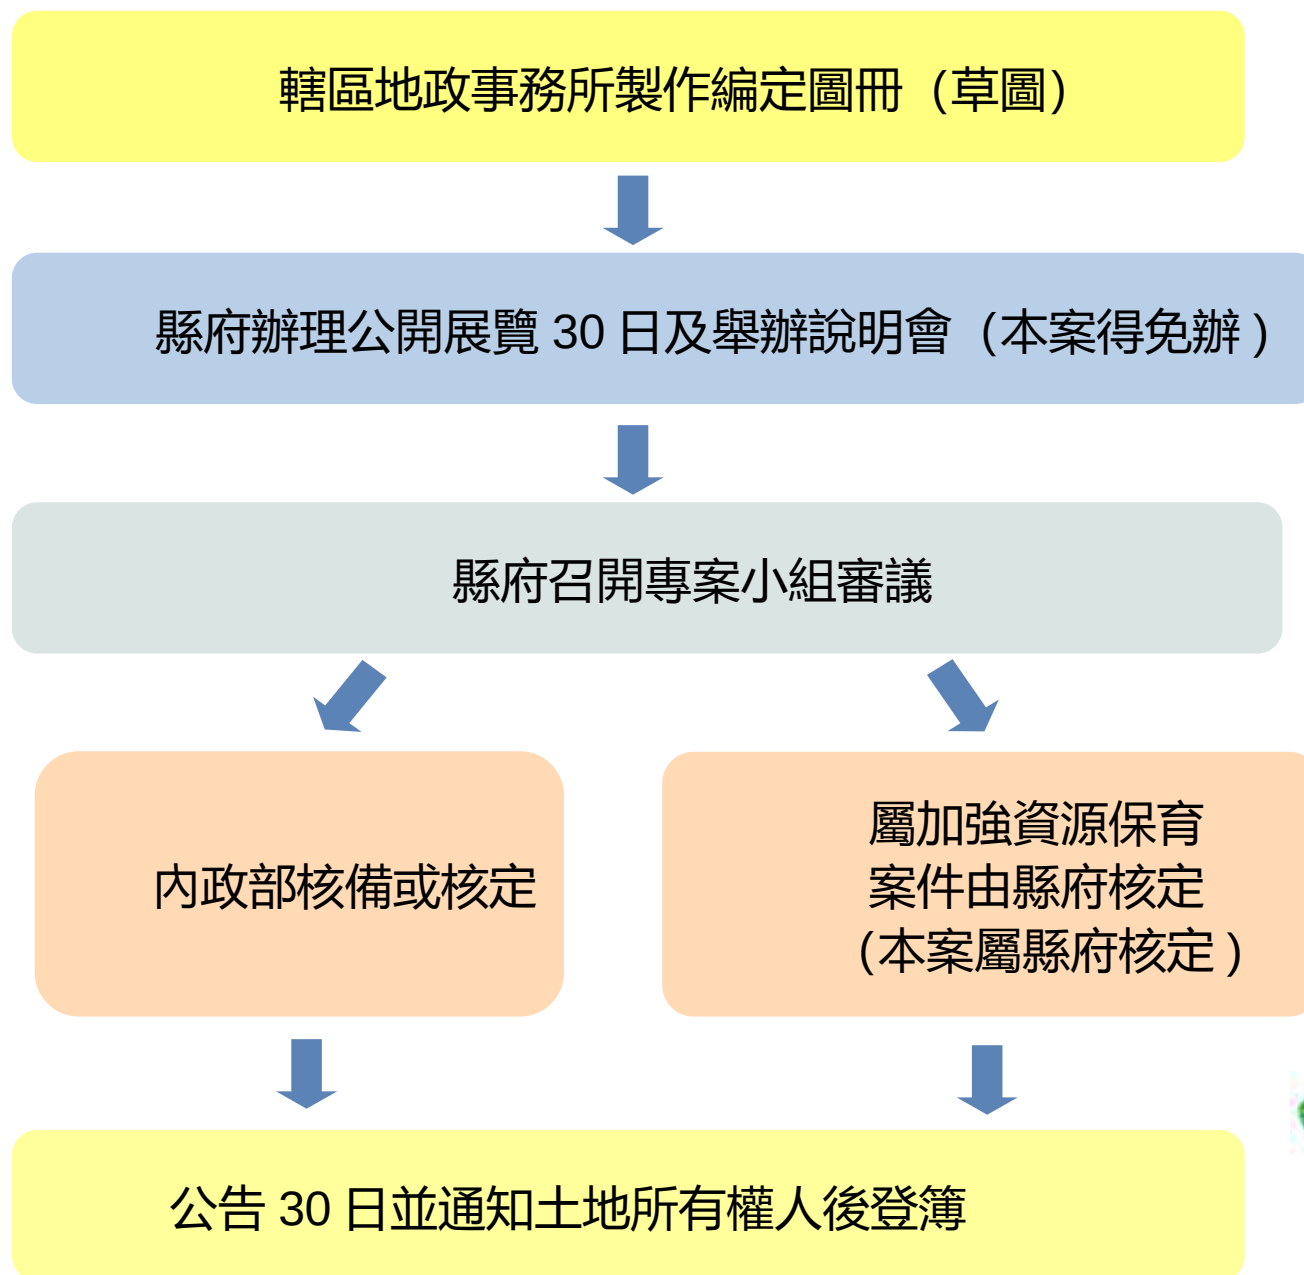 轄區地政事務所製作編定圖冊（草圖）
縣府辦理公開展覽 30 日及舉辦說明會（本案得免辦 )
縣府召開專案小組審議
內政部核備或核定
屬加強資源保育
案件由縣府核定
（本案屬縣府核定 )
公告 30 日並通知土地所有權人後登簿